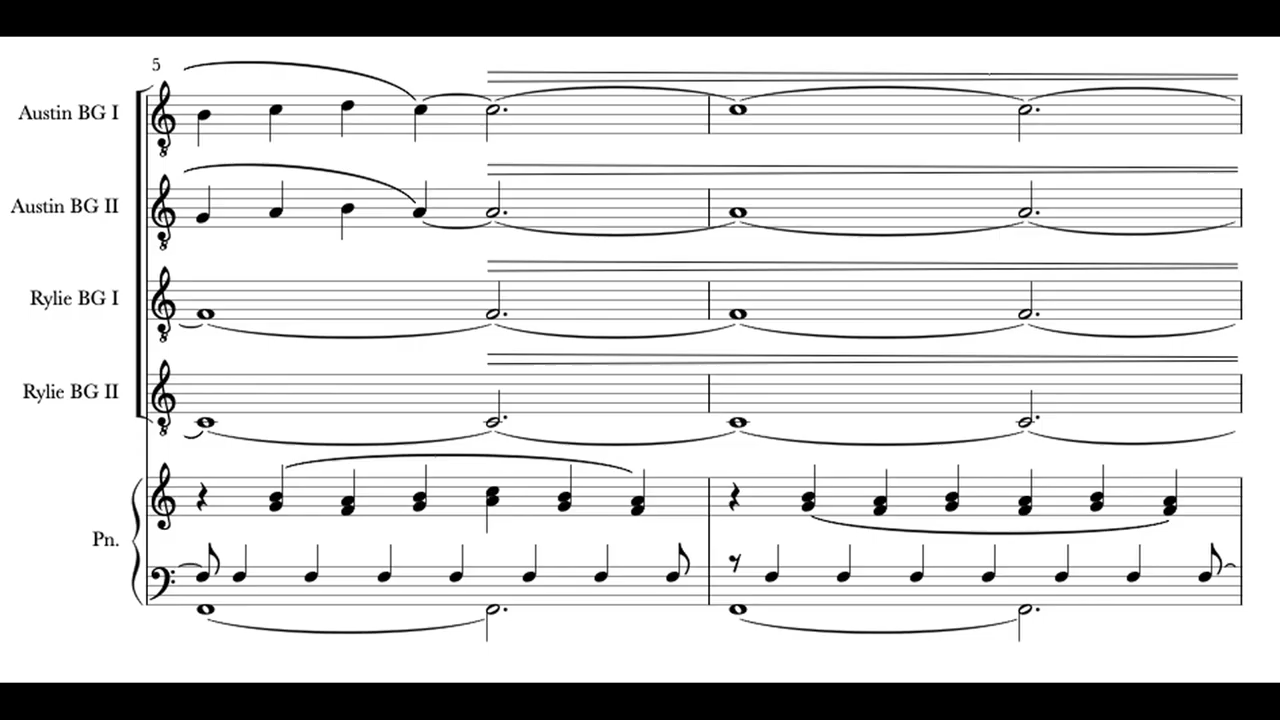 5
Austin BG I
Austin BG II
Rylie BG I
Rylie BG II
Pn.